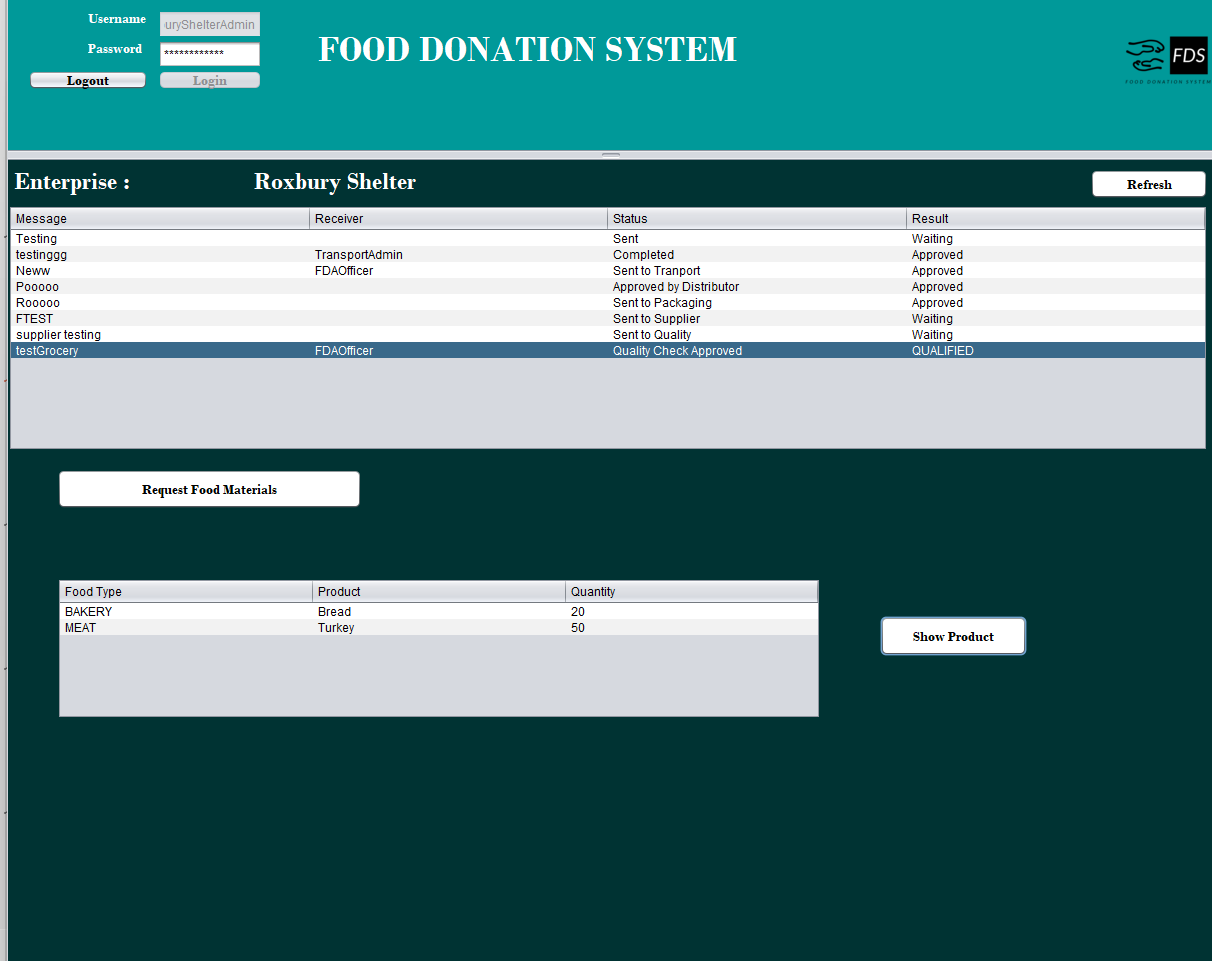 Username uryShelterAdmin
Password ************
Logout Login
FOOD DONATION SYSTEM
FDS
FOOD DONATION SYSTEM
Enterprise : Roxbury Shelter
Refresh
Message Receiver Status Result
Testing Sent Waiting
testinggg TransportAdmin Completed Approved
Neww FDAOfficer Sent to Tranport Approved
Pooooo Approved by Distributor Approved
Rooooo Sent to Packaging Approved
FTEST Sent to Supplier Waiting
supplier testing Sent to Quality Waiting
testGrocery FDAOfficer Quality Check Approved QUALIFIED
Request Food Materials
Food Type Product Quantity
BAKERY Bread 20
MEAT Turkey 50
Show Product